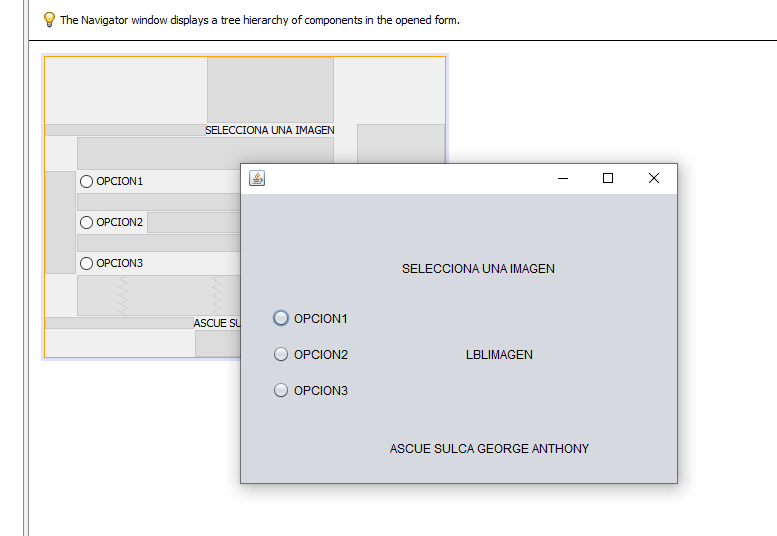 The Navigator window displays a tree hierarchy of components in the opened form.
SELECCIONA UNA IMAGEN
OPCION1
OPCION2
OPCION3
ASCUE SU
SELECCIONA UNA IMAGEN
OPCION1
OPCION2
LBLIMAGEN
OPCION3
ASCUE SULCA GEORGE ANTHONY